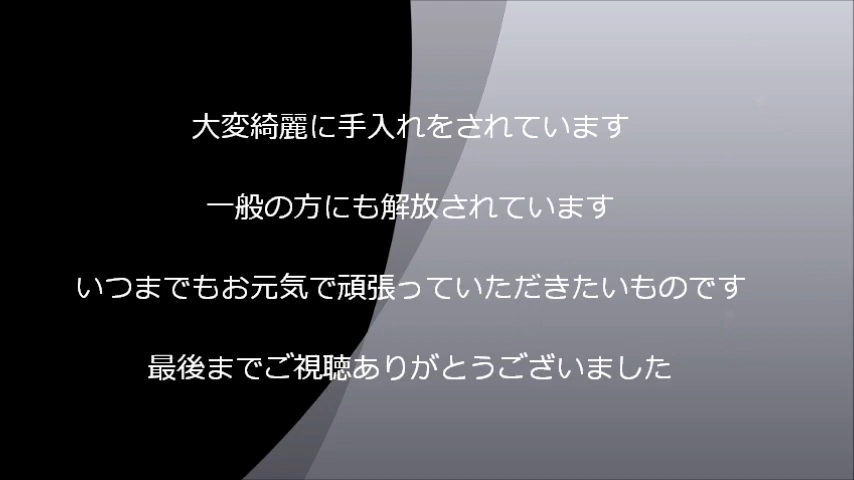 大変綺麗に手入れをされています
一般の方にも解放されています
いつまでもお元気で頑張っていただきたいものです
最後までご視聴ありがとうございました